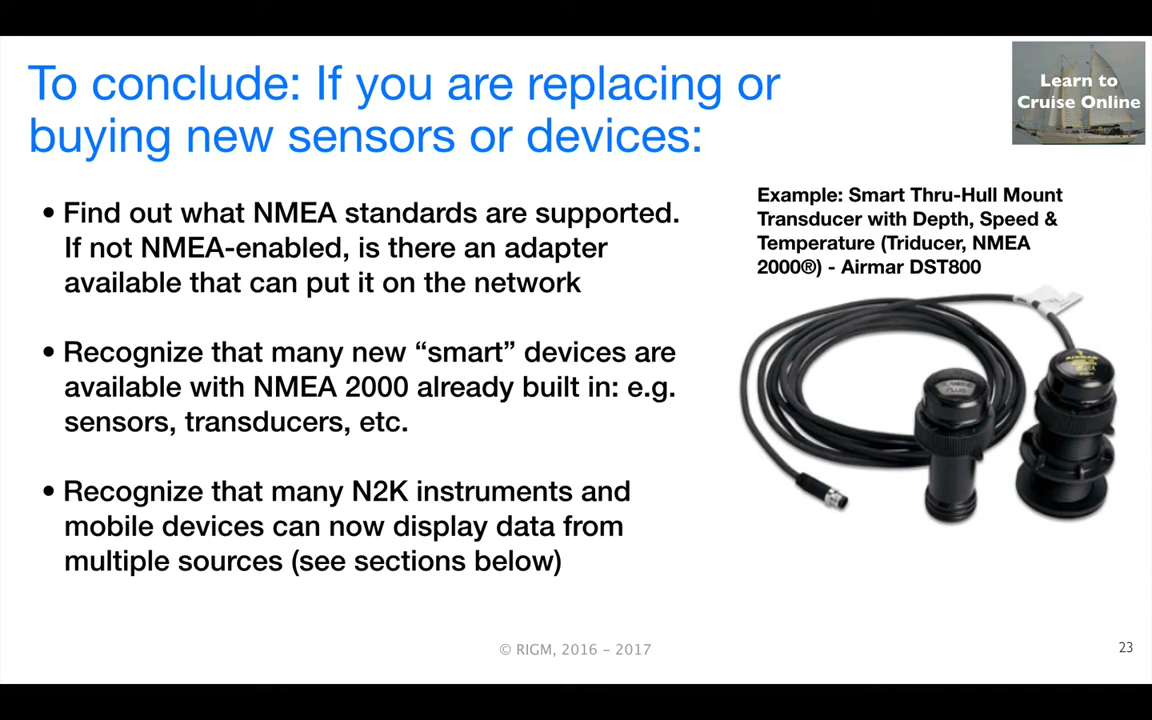 To conclude: If you are replacing or
buying new sensors or devices:
Learn to
Cruise Online
• Find out what NMEA standards are supported.
If not NMEA-enabled, is there an adapter
available that can put it on the network
• Recognize that many new “smart” devices are
available with NMEA 2000 already built in: e.g.
sensors, transducers, etc.
• Recognize that many N2K instruments and
mobile devices can now display data from
multiple sources (see sections below)
Example: Smart Thru-Hull Mount
Transducer with Depth, Speed &
Temperature (Triducer, NMEA
2000®) - Airmar DST800
AIRMAR
© RIGM, 2016 – 2017
23